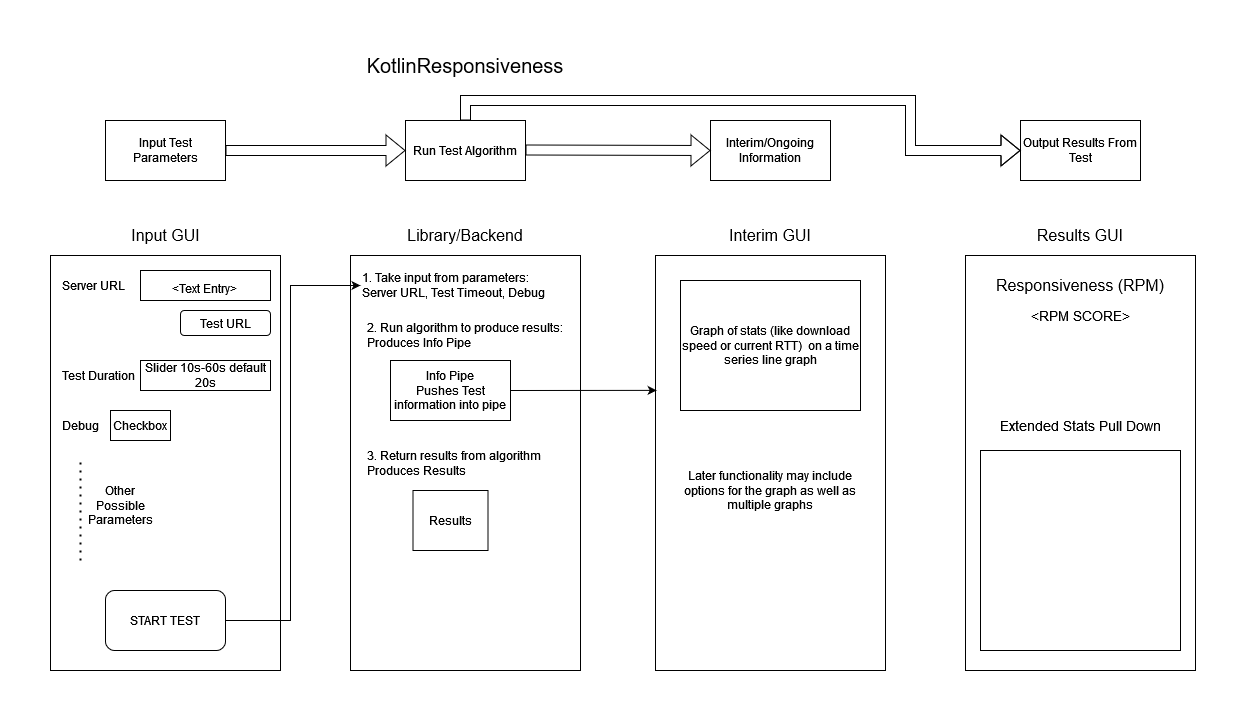 KotlinResponsiveness
Input Test
Parameters
Run Test Algorithm
Interim/Ongoing
Information
Output Results From
Test
Input GUI
Server URL
<Text Entry>
Test URL
Test Duration
Slider 10s-60s default
20s
Debug
Checkbox
Other
Possible
Parameters
START TEST
Library/Backend
1. Take input from parameters:
Server URL, Test Timeout, Debug
2. Run algorithm to produce results:
Produces Info Pipe
Info Pipe
Pushes Test
information into pipe
3. Return results from algorithm
Produces Results
Results
Interim GUI
Graph of stats (like download
speed or current RTT) on a time
series line graph
Later functionality may include
options for the graph as well as
multiple graphs
Results GUI
Responsiveness (RPM)
<RPM SCORE>
Extended Stats Pull Down